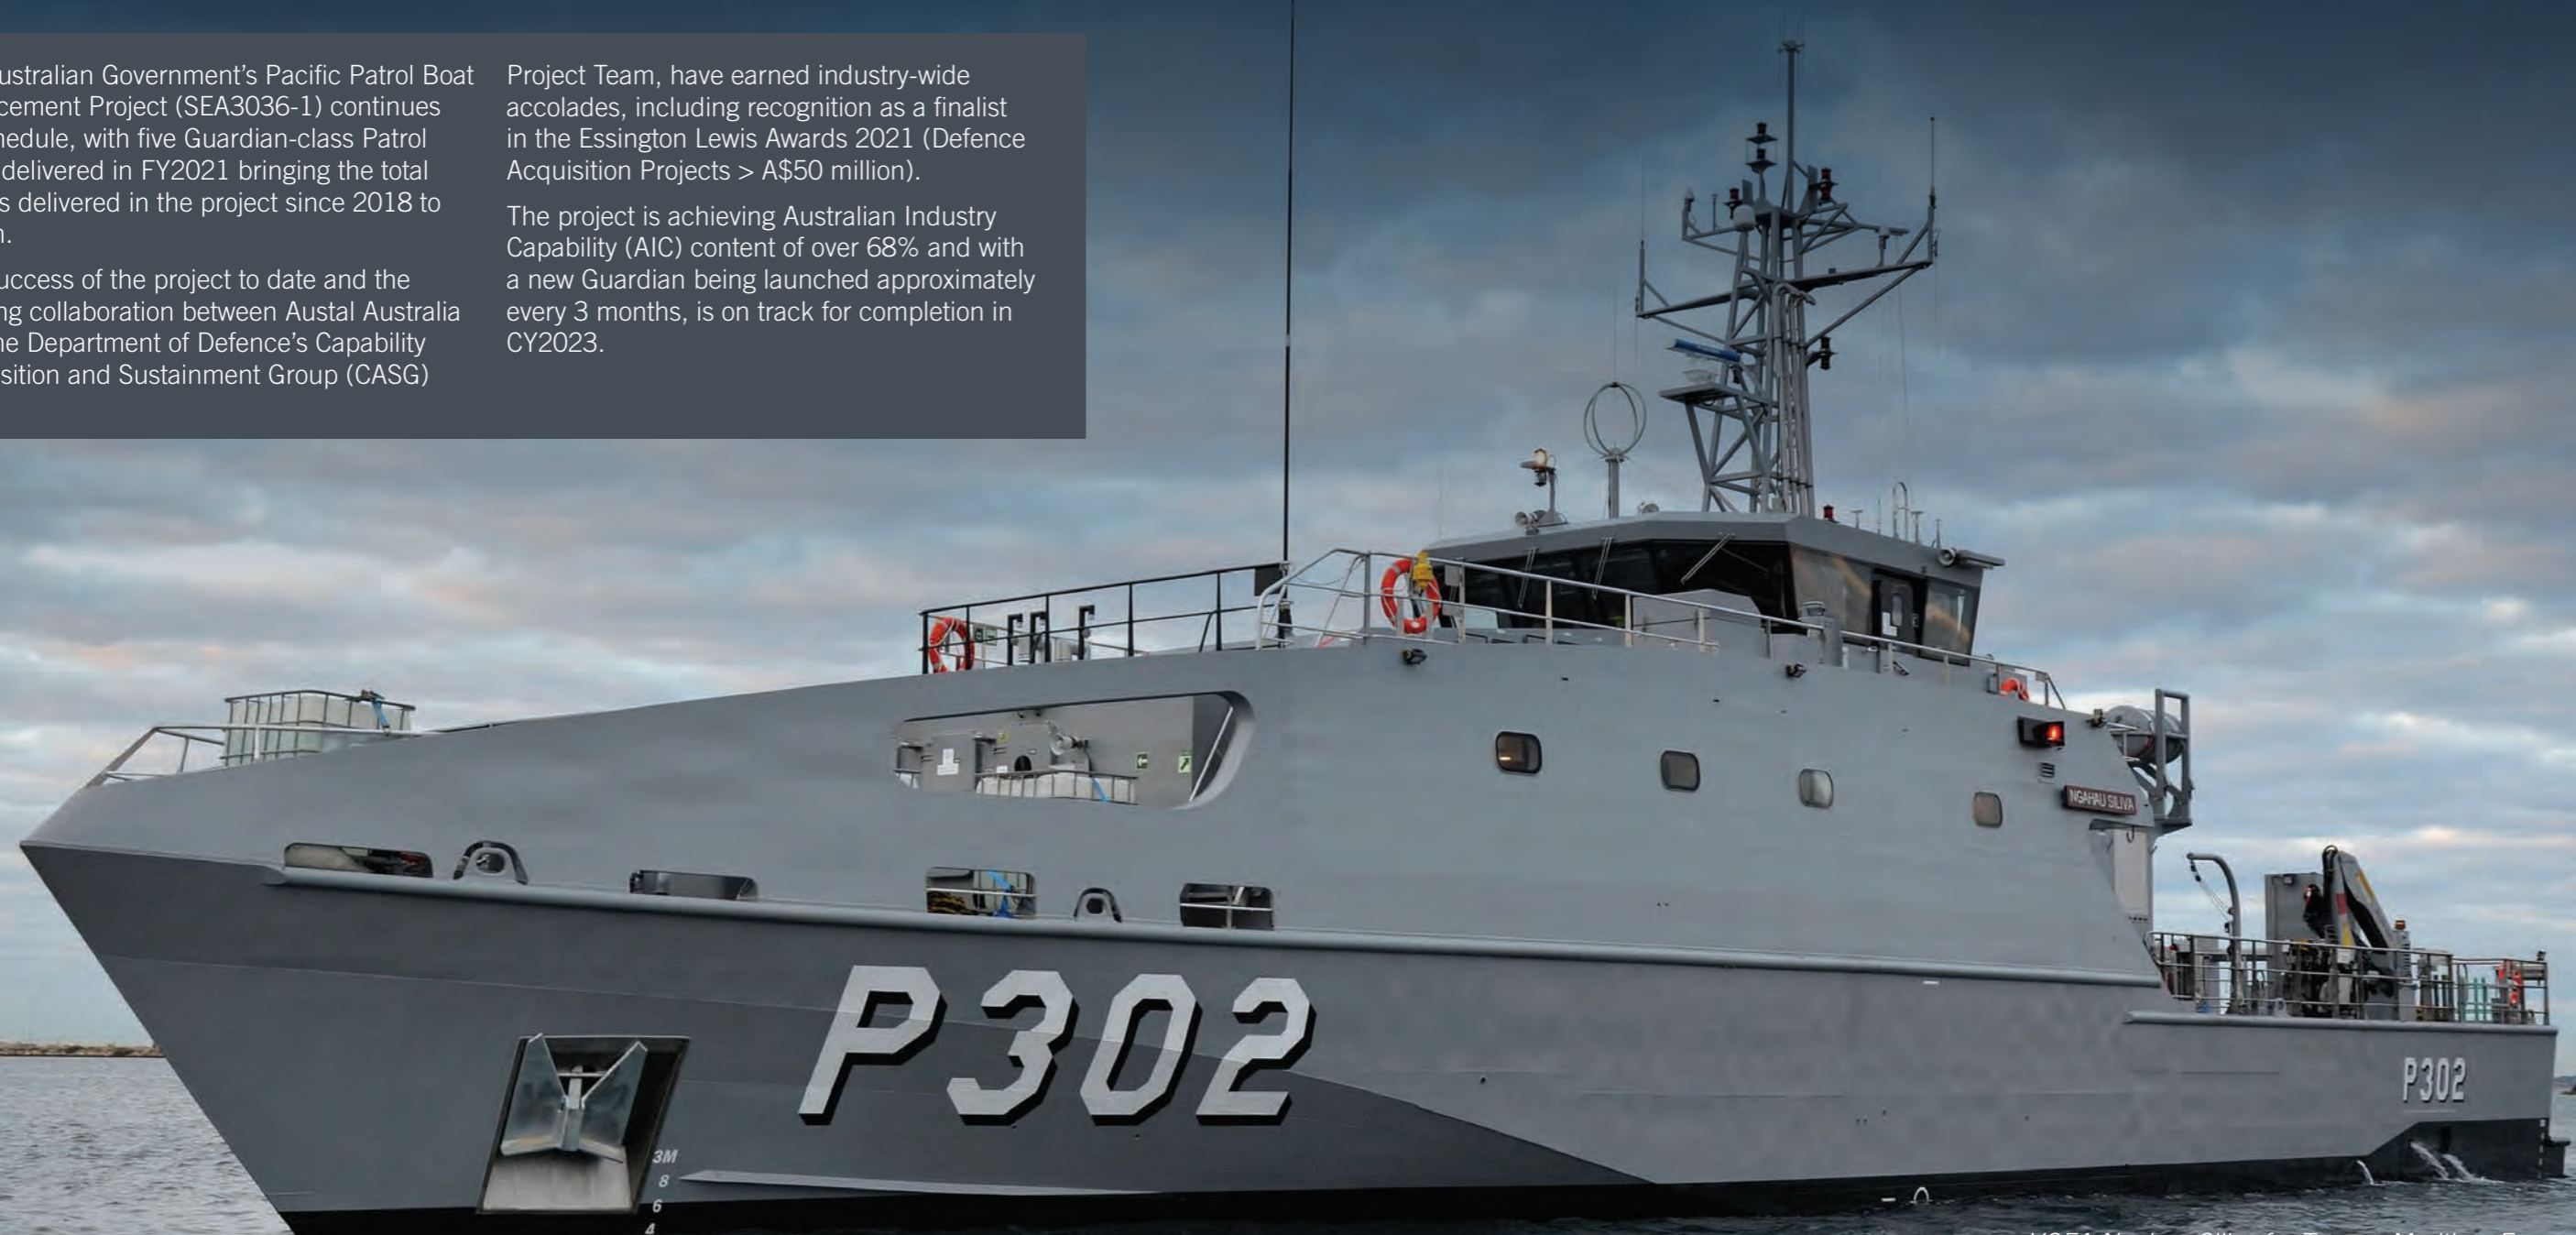 ustralian Government's Pacific Patrol Boat
cement Project (SEA3036-1) continues
hedule, with five Guardian-class Patrol
delivered in FY2021 bringing the total
s delivered in the project since 2018 to
n.
uccess of the project to date and the
ng collaboration between Austal Australia
he Department of Defence's Capability
sition and Sustainment Group (CASG)
Project Team, have earned industry-wide
accolades, including recognition as a finalist
in the Essington Lewis Awards 2021 (Defence
Acquisition Projects > A$50 million).
The project is achieving Australian Industry
Capability (AIC) content of over 68% and with
a new Guardian being launched approximately
every 3 months, is on track for completion in
CY2023.
NGAHAU SILIVA
P302
P302
3M
8
6
4